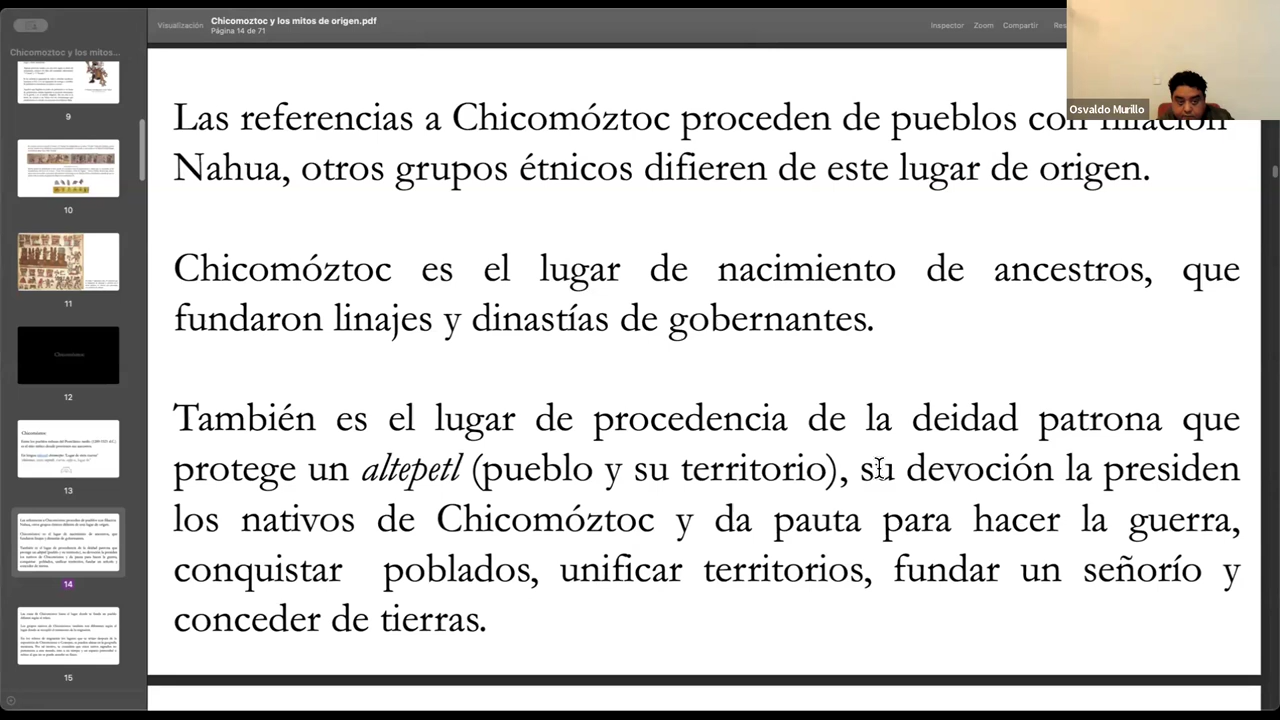 Visualización
Chicomoztoc y los mitos de origen.pdf
Página 14 de 71
Inspector Zoom Compartir
Chicomoztoc y los mitos...
9
10
11
Chicomóztoc
12
13
14
15
Osvaldo Murillo
Las referencias a Chicomóztoc proceden de pueblos con filiación
Nahua, otros grupos étnicos difieren de este lugar de origen.
Chicomóztoc es el lugar de nacimiento de ancestros, que
fundaron linajes y dinastías de gobernantes.
También es el lugar de procedencia de la deidad patrona que
protege un altepetl (pueblo y su territorio), su devoción la presiden
los nativos de Chicomóztoc y da pauta para hacer la guerra,
conquistar poblados, unificar territorios, fundar un señorío y
conceder de tierras.